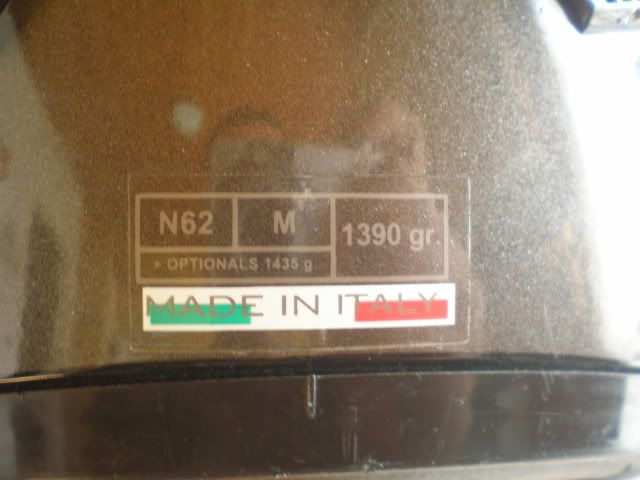 N62 M 1390 gr.
+ OPTIONALS 1435 g
MADE IN ITALY